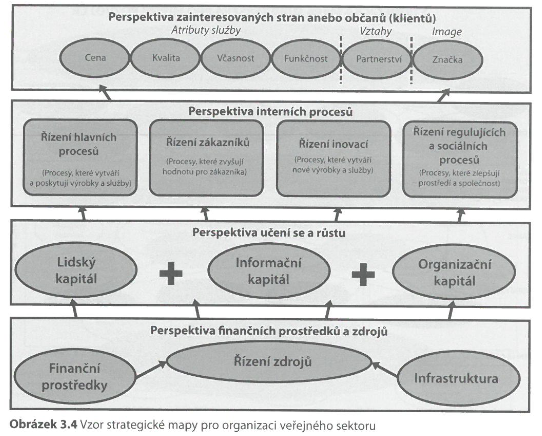 Perspektiva zainteresovaných stran anebo občanů (klientů)
Atributy služby
Vztahy
Image
Cena
Kvalita
Včasnost
Funkčnost
Partnerství
Značka
Perspektiva interních procesů
Řízení hlavních
procesů
(Procesy, které vytváří
a poskytují výrobky a služby)
Řízení zákazníků
(Procesy, které zvyšují
hodnotu pro zákazníka)
Řízení inovací
(Procesy, které vytváří
nové výrobky a služby)
Řízení regulujících
a sociálních
procesů
(Procesy, které zlepšují
prostředí a společnost)
Perspektiva učení se a růstu
Lidský
kapitál
+
Informační
kapitál
+
Organizační
kapitál
Perspektiva finančních prostředků a zdrojů
Finanční
prostředky
Řízení zdrojů
Infrastruktura
Obrázek 3.4 Vzor strategické mapy pro organizaci veřejného sektoru